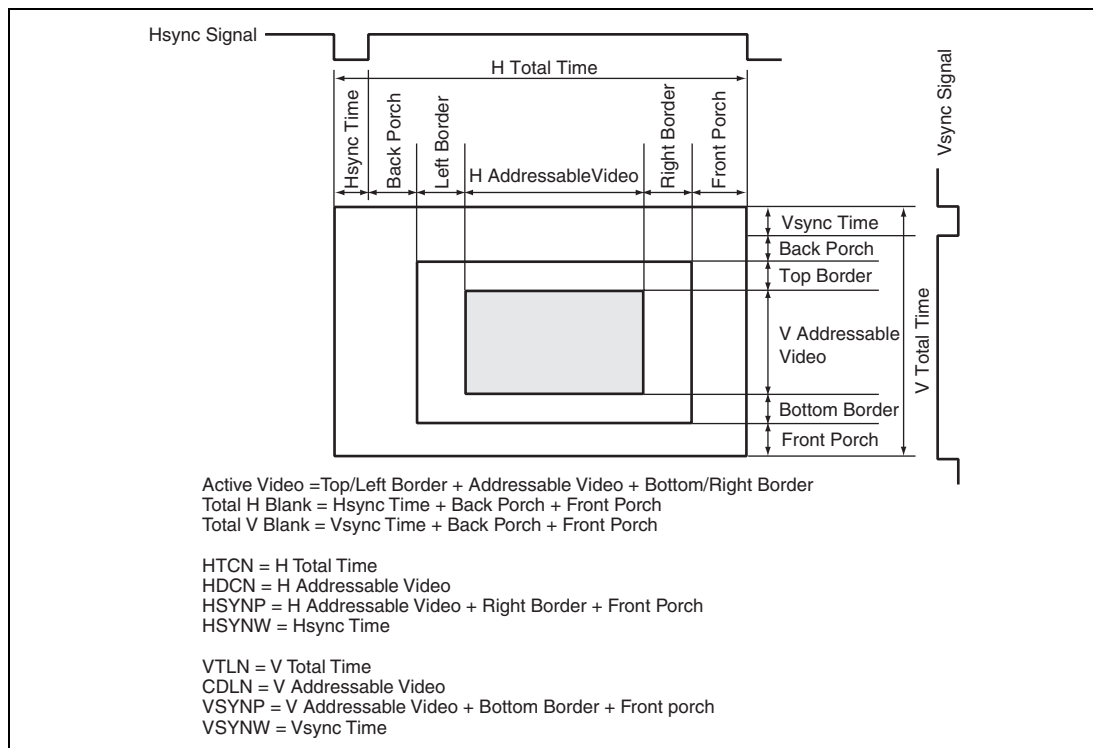 Hsync Signal
H Total Time
Hsync Time
Back Porch
Left Border
H AddressableVideo
Right Border
Front Porch
Vsync Signal
Vsync Time
Back Porch
Top Border
V Addressable
Video
Bottom Border
Front Porch
V Total Time
Active Video =Top/Left Border + Addressable Video + Bottom/Right Border
Total H Blank = Hsync Time + Back Porch + Front Porch
Total V Blank = Vsync Time + Back Porch + Front Porch
HTCN = H Total Time
HDCN = H Addressable Video
HSYNP = H Addressable Video + Right Border + Front Porch
HSYNW = Hsync Time
VTLN = V Total Time
CDLN = V Addressable Video
VSYNP = V Addressable Video + Bottom Border + Front porch
VSYNW = Vsync Time